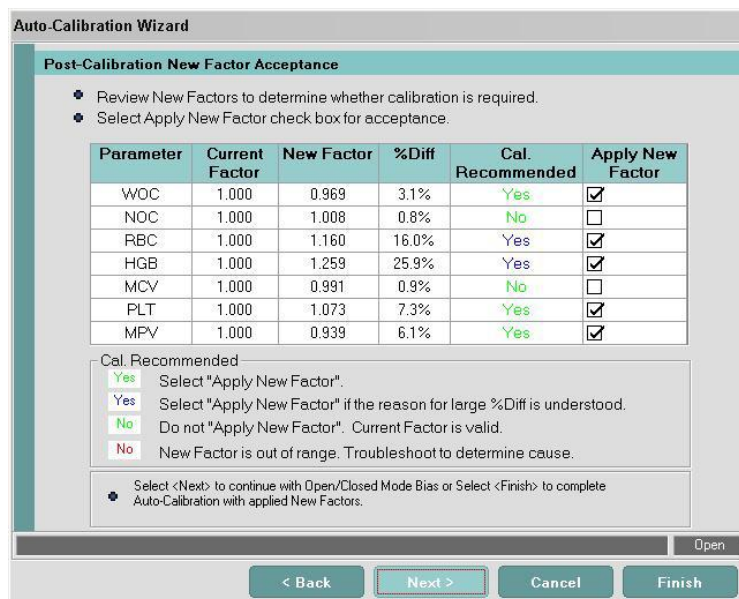 Auto-Calibration Wizard
Post-Calibration New Factor Acceptance
Review New Factors to determine whether calibration is required.
Select Apply New Factor check box for acceptance.
Parameter Current Factor New Factor %Diff Cal. Recommended Apply New Factor
WOC 1.000 0.969 3.1% Yes
NOC 1.000 1.008 0.8% No
RBC 1.000 1.160 16.0% Yes
HGB 1.000 1.259 25.9% Yes
MCV 1.000 0.991 0.9% No
PLT 1.000 1.073 7.3% Yes
MPV 1.000 0.939 6.1% Yes
Cal. Recommended
Yes Select "Apply New Factor".
Yes Select "Apply New Factor" if the reason for large %Diff is understood.
No Do not "Apply New Factor". Current Factor is valid.
No New Factor is out of range. Troubleshoot to determine cause.
Select <Next> to continue with Open/Closed Mode Bias or Select <Finish> to complete
Auto-Calibration with applied New Factors.
Open
< Back Next > Cancel Finish